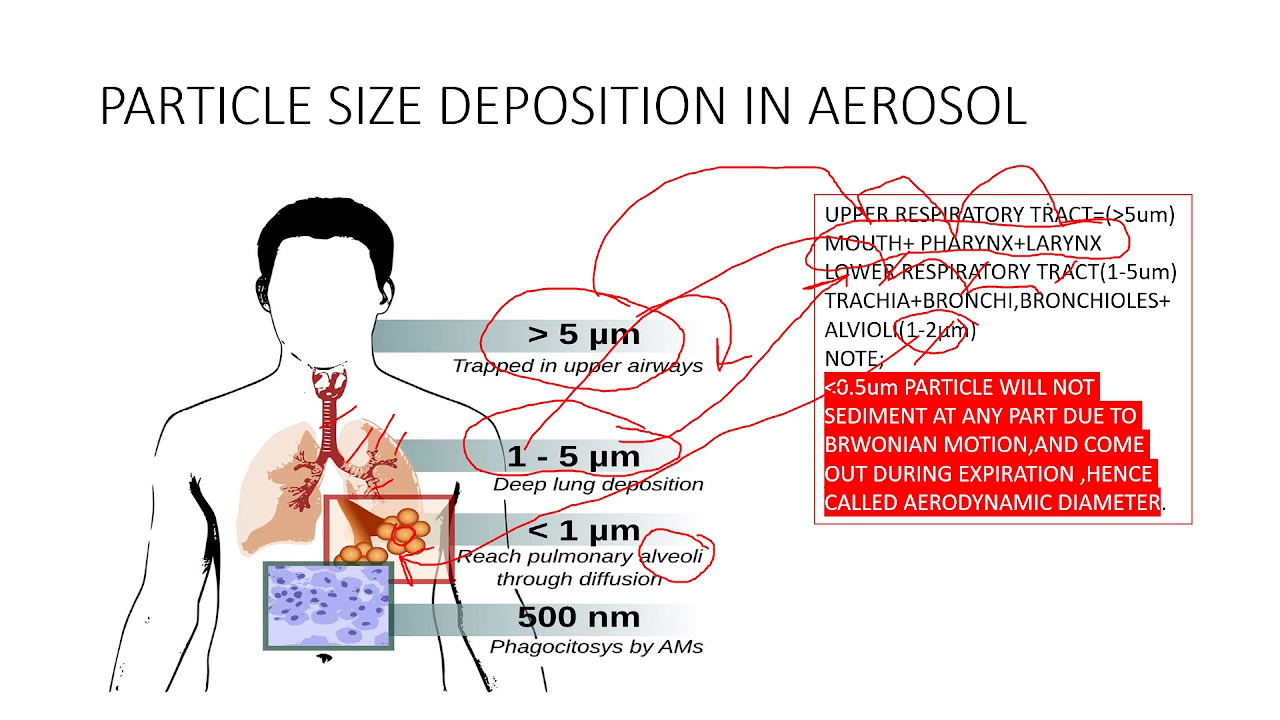 PARTICLE SIZE DEPOSITION IN AEROSOL
> 5 µm
Trapped in upper airways
1 - 5 µm
Deep lung deposition
< 1 µm
Reach pulmonary alveoli
through diffusion
500 nm
Phagocitosys by AMs
UPPER RESPIRATORY TRACT=(>5um)
MOUTH+ PHARYNX+LARYNX
LOWER RESPIRATORY TRACT(1-5um)
TRACHIA+BRONCHI,BRONCHIOLES+
ALVIOLI(1-2µm)
NOTE;
<0.5um PARTICLE WILL NOT
SEDIMENT AT ANY PART DUE TO
BRWONIAN MOTION,AND COME
OUT DURING EXPIRATION ,HENCE
CALLED AERODYNAMIC DIAMETER.